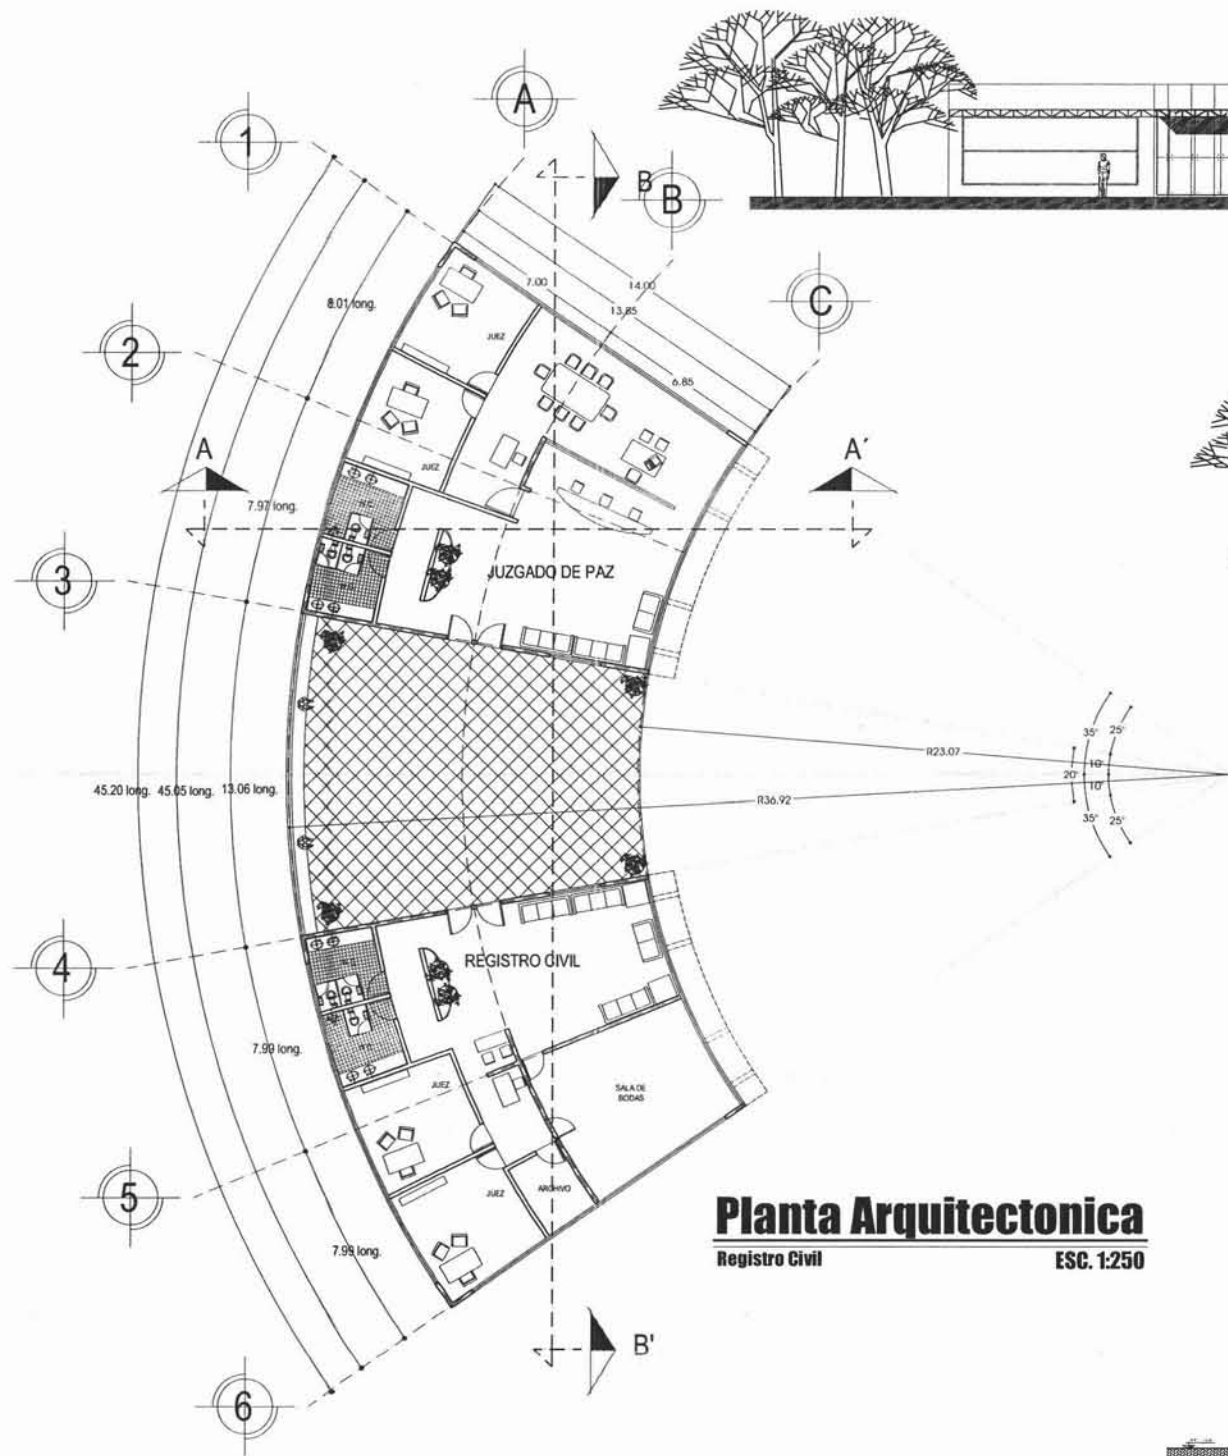 A
1
B
B
14.00
7.00
13.85
C
8.01 long.
JUEZ
2
6.85
A
A´
JUEZ
7.97 long.
W.C.
3
JUZGADO DE PAZ
W.C.
35°
25°
R23.07
10°
20°
45.20 long.
45.05 long.
13.06 long.
10°
R36.92
35°
25°
4
REGISTRO CIVIL
W.C.
7.99 long.
W.C.
JUEZ
SALA DE
BODAS
5
JUEZ
ARCHIVO
Planta Arquitectonica
Registro Civil
ESC. 1:250
7.99 long.
B'
6